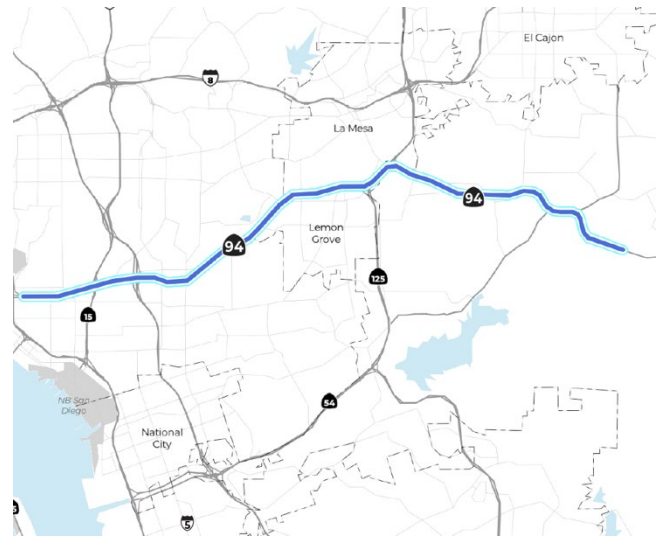 El Cajon
8
La Mesa
94
94
Lemon
Grove
125
15
NB San
Diego
54
National
City
5